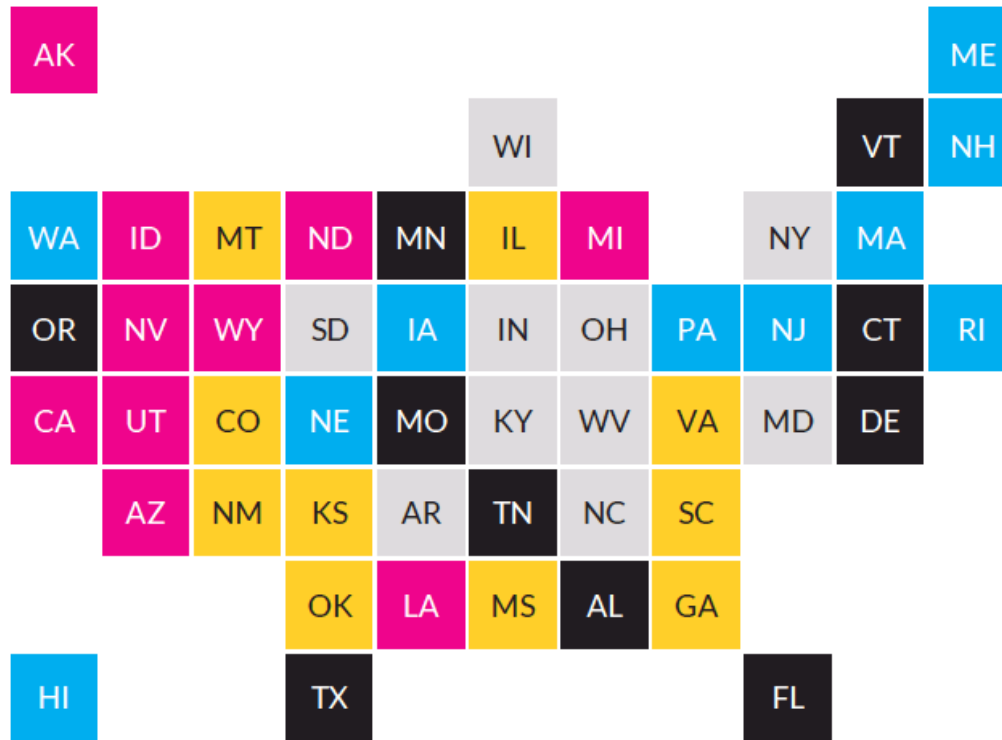 AK ME
WI VT NH
WA ID MT ND MN IL MI NY MA
OR NV WY SD IA IN OH PA NJ CT RI
CA UT CO NE MO KY WV VA MD DE
AZ NM KS AR TN NC SC
OK LA MS AL GA
HI TX FL